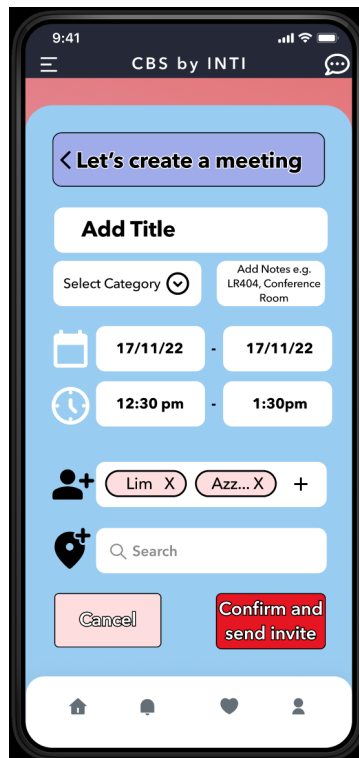 9:41
CBS by INTI
< Let's create a meeting
Add Title
Select Category
Add Notes e.g.
LR404, Conference
Room
17/11/22 - 17/11/22
12:30 pm - 1:30pm
Lim X Azz... X +
Search
Cancel
Confirm and
send invite